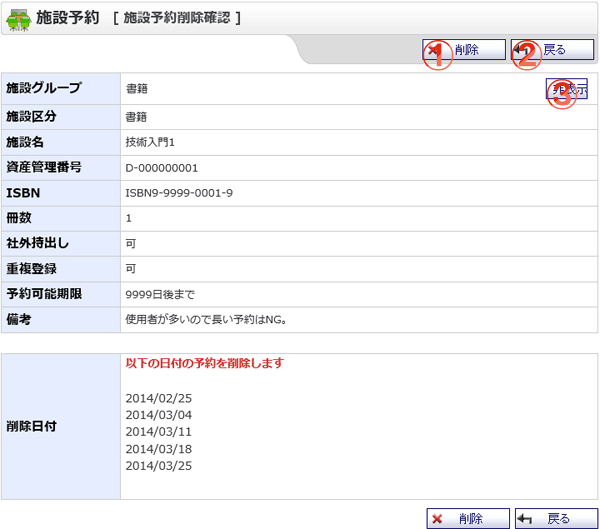 施設予約 [ 施設予約削除確認 ]
① 削除 ② 戻る
施設グループ 書籍 ③ 非表示
施設区分 書籍
施設名 技術入門1
資産管理番号 D-000000001
ISBN ISBN9-9999-0001-9
冊数 1
社外持出し 可
重複登録 可
予約可能期限 9999日後まで
備考 使用者が多いので長い予約はNG。
削除日付
以下の日付の予約を削除します
2014/02/25
2014/03/04
2014/03/11
2014/03/18
2014/03/25
削除 戻る